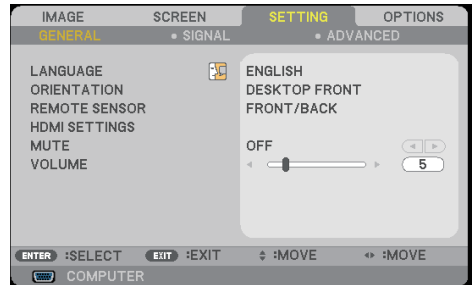 IMAGE SCREEN SETTING OPTIONS
GENERAL • SIGNAL • ADVANCED
LANGUAGE ENGLISH
ORIENTATION DESKTOP FRONT
REMOTE SENSOR FRONT/BACK
HDMI SETTINGS
MUTE OFF
VOLUME 5
ENTER :SELECT EXIT :EXIT :MOVE :MOVE
COMPUTER